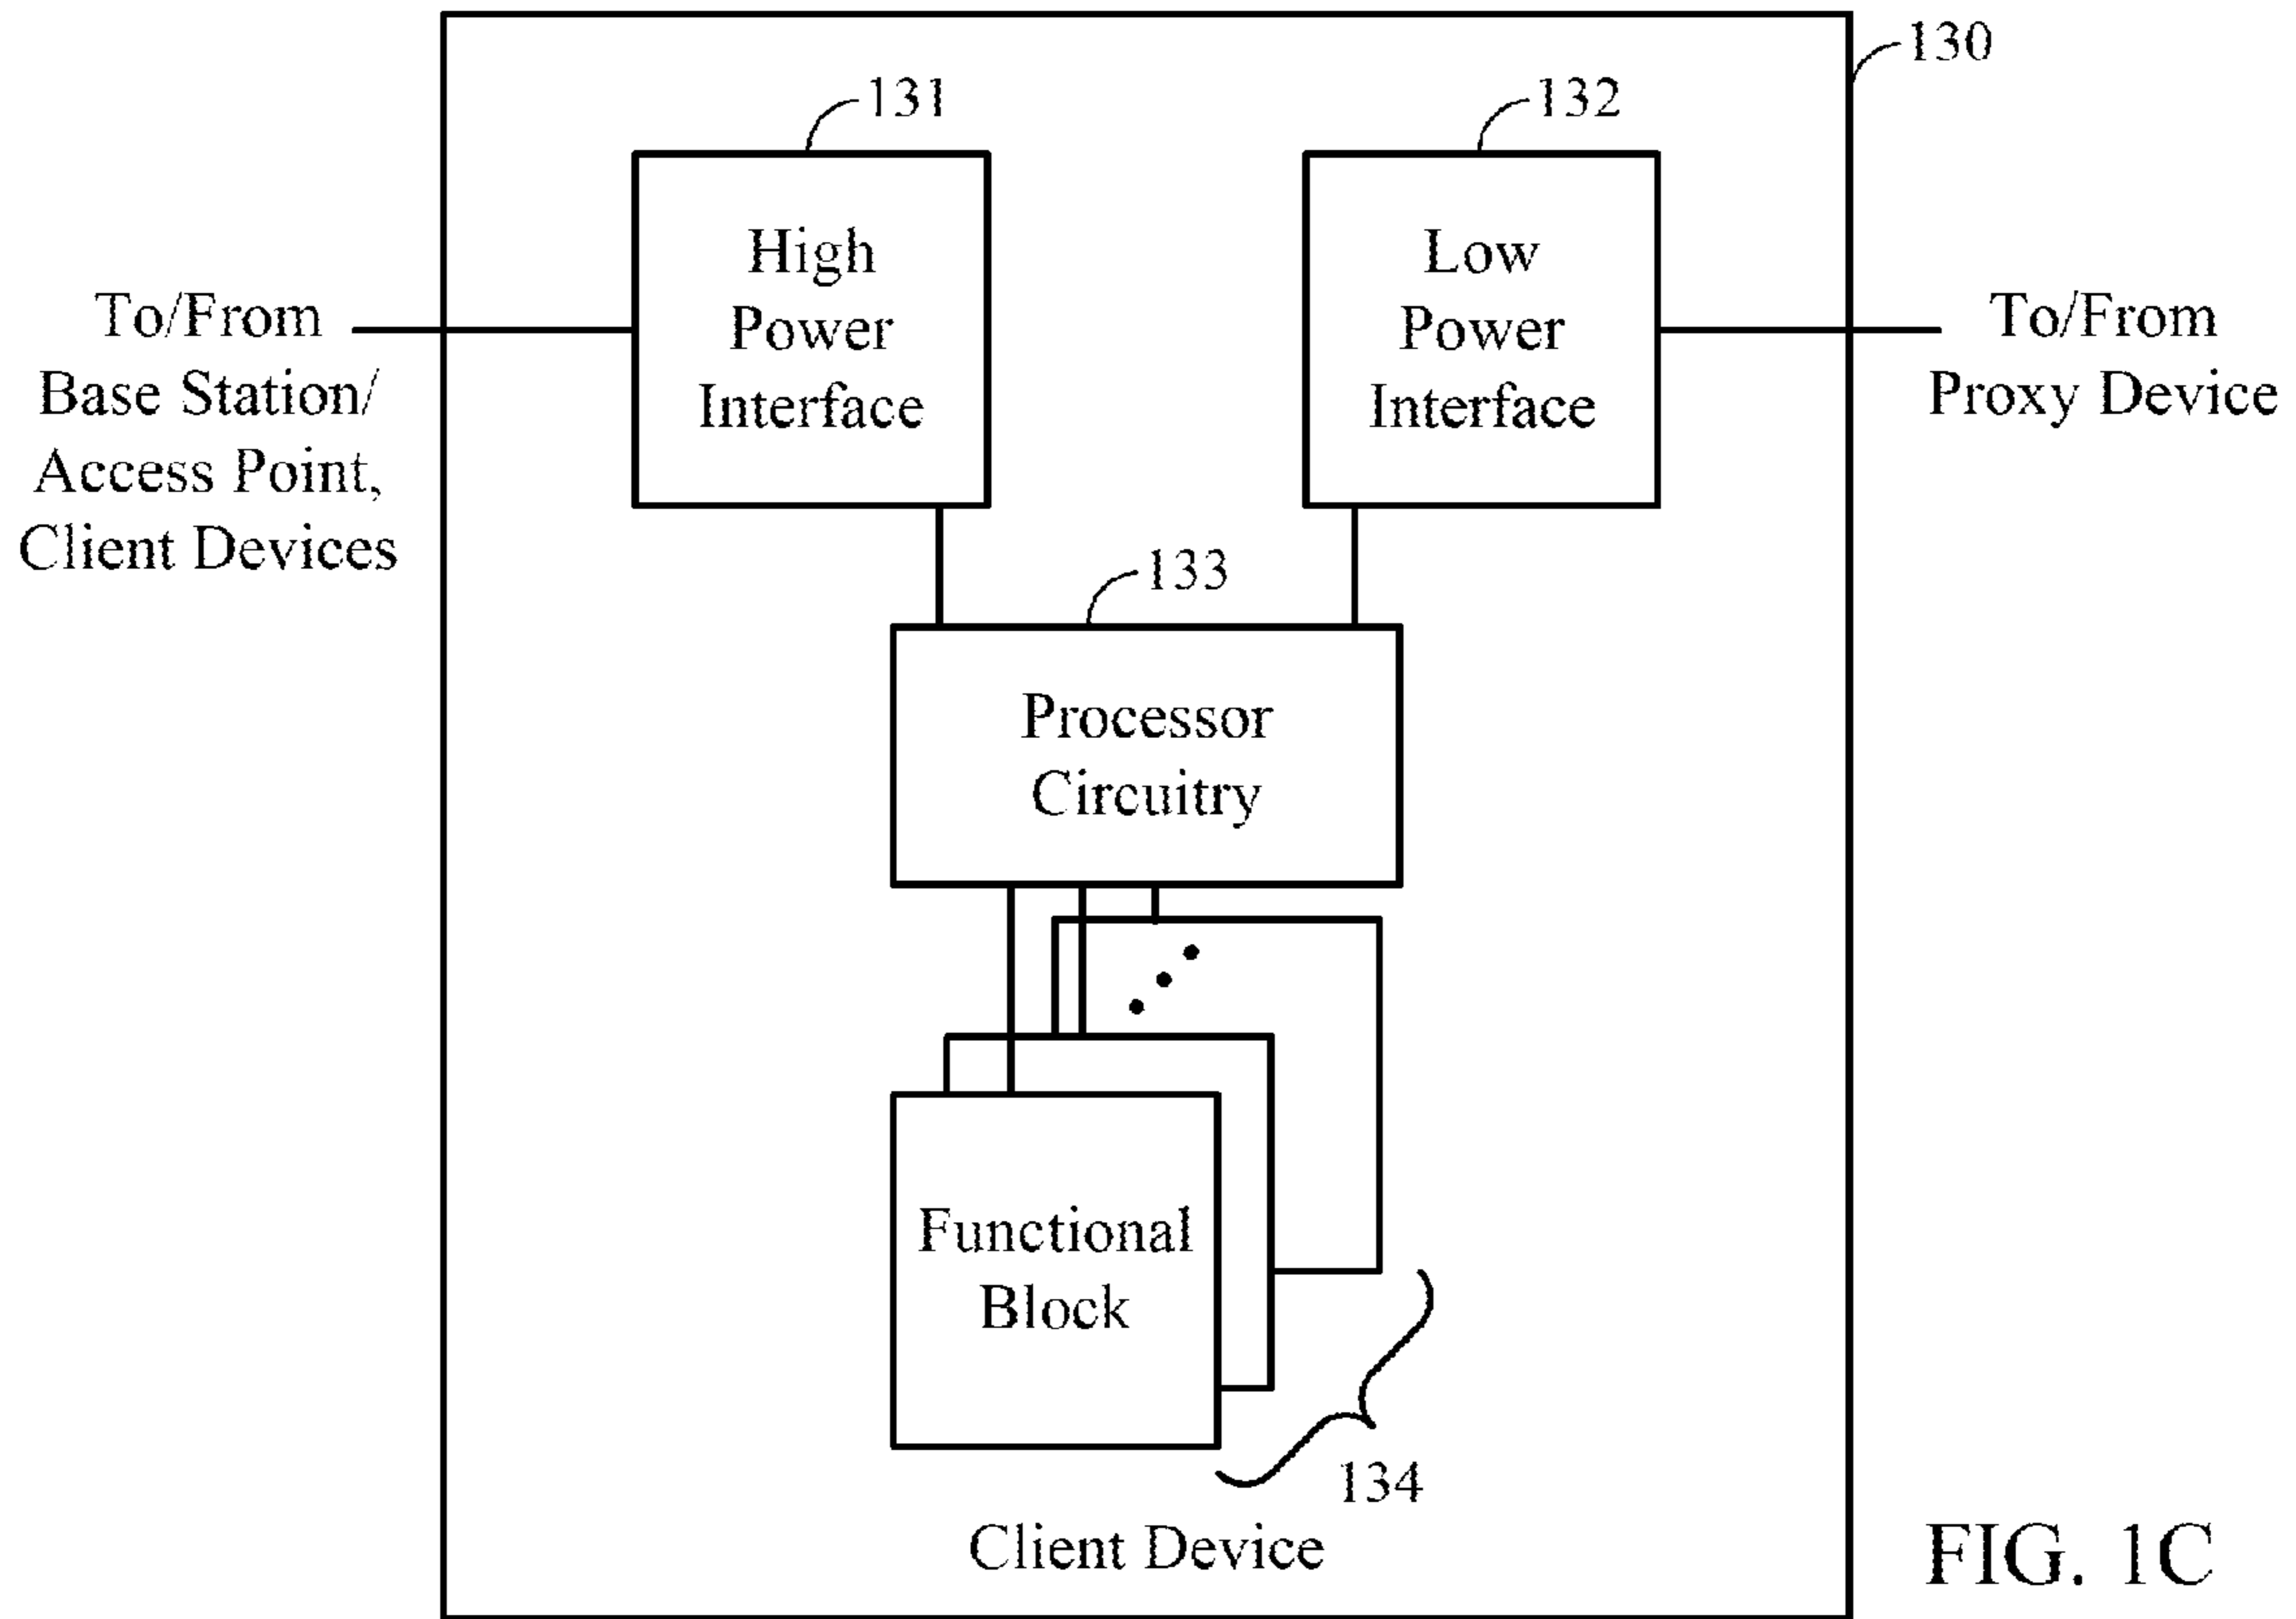 130
131
132
High
Power
Interface
Low
Power
Interface
To/From
Base Station/
Access Point,
Client Devices
To/From
Proxy Device
133
Processor
Circuitry
Functional
Block
134
Client Device
FIG. 1C